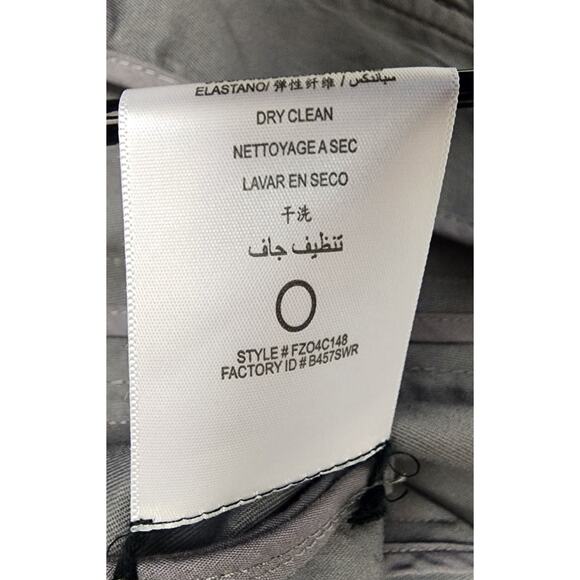 ELASTANO/ 弹性纤维 / سباندكس
DRY CLEAN
NETTOYAGE A SEC
LAVAR EN SECO
干洗
تنظيف جاف
STYLE # FZO4C148
FACTORY ID # B457SWR